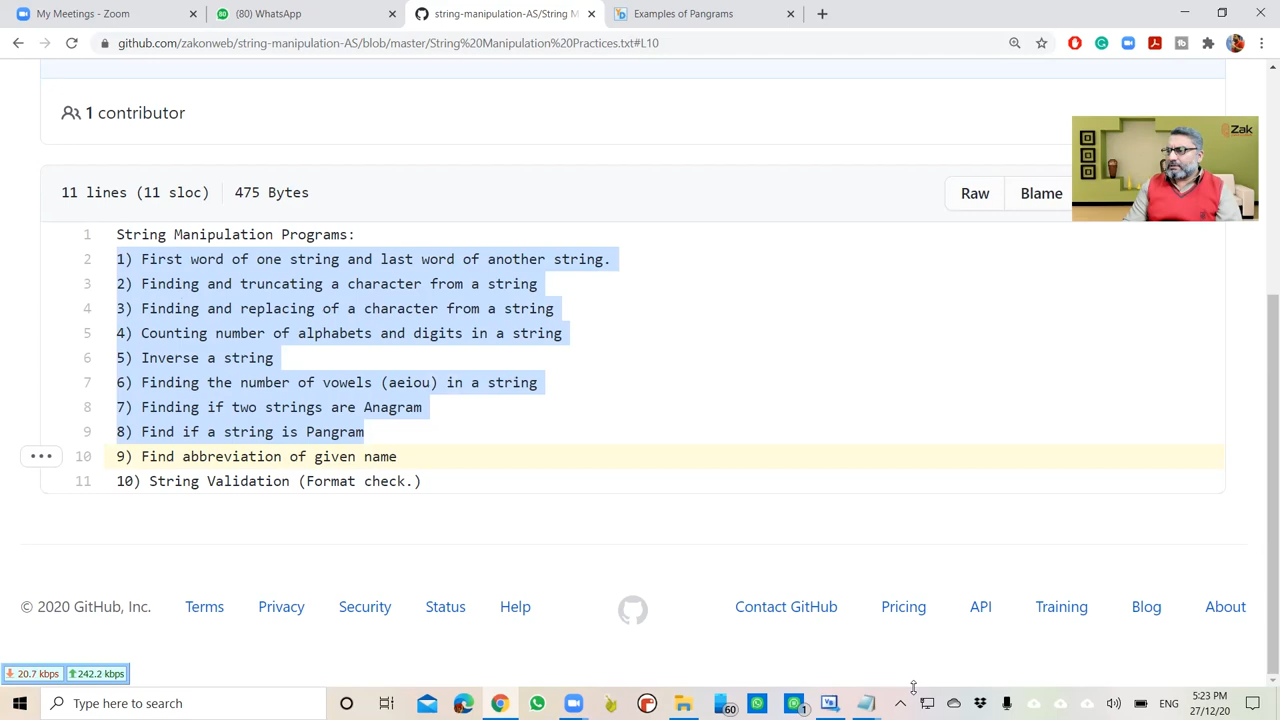 My Meetings - Zoom
(80) WhatsApp
string-manipulation-AS/String M
Examples of Pangrams
github.com/zakonweb/string-manipulation-AS/blob/master/String%20Manipulation%20Practices.txt#L10
1 contributor
Zak
11 lines (11 sloc) 475 Bytes
Raw Blame
1 String Manipulation Programs:
2 1) First word of one string and last word of another string.
3 2) Finding and truncating a character from a string
4 3) Finding and replacing of a character from a string
5 4) Counting number of alphabets and digits in a string
6 5) Inverse a string
7 6) Finding the number of vowels (aeiou) in a string
8 7) Finding if two strings are Anagram
9 8) Find if a string is Pangram
10 9) Find abbreviation of given name
11 10) String Validation (Format check.)
© 2020 GitHub, Inc. Terms Privacy Security Status Help Contact GitHub Pricing API Training Blog About
20.7 kbps 242.2 kbps
Type here to search
60
1
ENG
5:23 PM
27/12/20